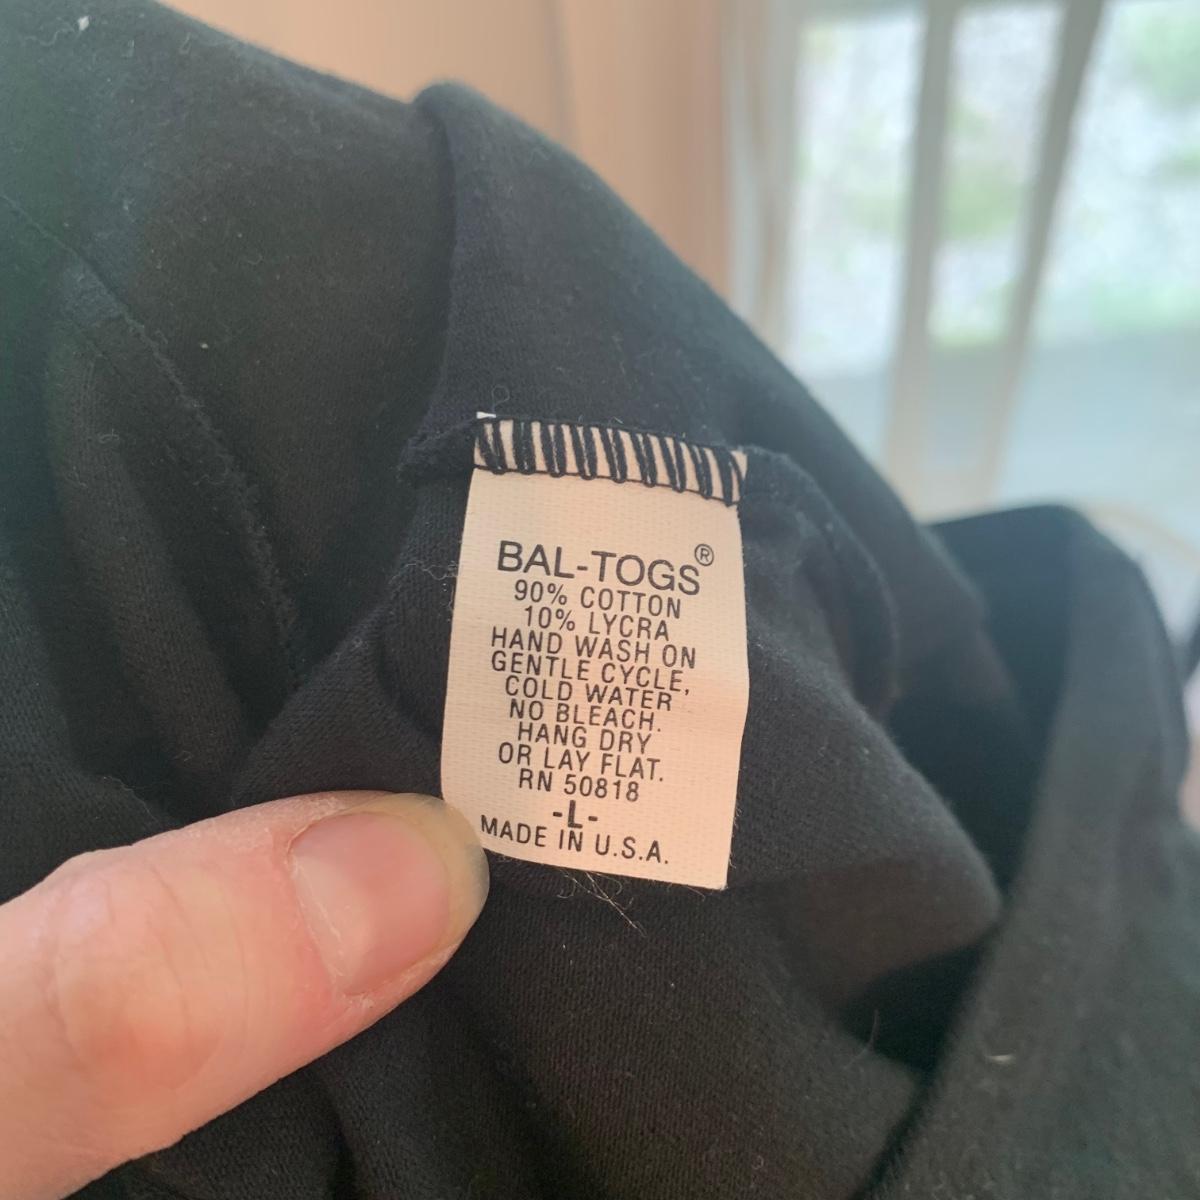 BAL-TOGS®
90% COTTON
10% LYCRA
HAND WASH ON
GENTLE CYCLE,
COLD WATER
NO BLEACH.
HANG DRY
OR LAY FLAT.
RN 50818
-L-
MADE IN U.S.A.